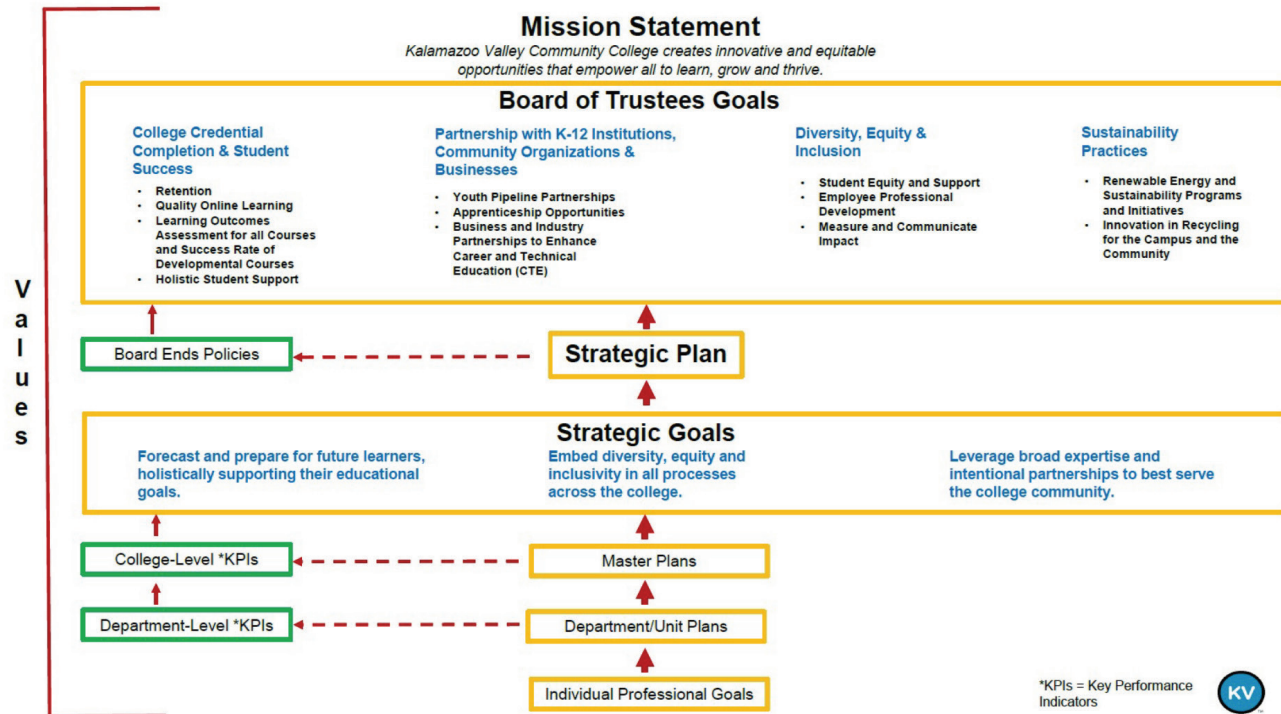 Mission Statement
Kalamazoo Valley Community College creates innovative and equitable
opportunities that empower all to learn, grow and thrive.
Board of Trustees Goals
College Credential
Completion & Student
Success
• Retention
• Quality Online Learning
• Learning Outcomes
Assessment for all Courses
and Success Rate of
Developmental Courses
• Holistic Student Support
Partnership with K-12 Institutions,
Community Organizations &
Businesses
• Youth Pipeline Partnerships
• Apprenticeship Opportunities
• Business and Industry
Partnerships to Enhance
Career and Technical
Education (CTE)
Diversity, Equity &
Inclusion
• Student Equity and Support
• Employee Professional
Development
• Measure and Communicate
Impact
Sustainability
Practices
• Renewable Energy and
Sustainability Programs
and Initiatives
• Innovation in Recycling
for the Campus and the
Community
Values
Board Ends Policies
Strategic Plan
Strategic Goals
Forecast and prepare for future learners,
holistically supporting their educational
goals.
Embed diversity, equity and
inclusivity in all processes
across the college.
Leverage broad expertise and
intentional partnerships to best serve
the college community.
College-Level *KPIs
Master Plans
Department-Level *KPIs
Department/Unit Plans
Individual Professional Goals
*KPIs = Key Performance
Indicators
KV